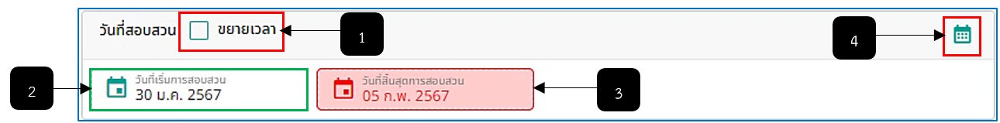 วันที่สอบสวน ขยายเวลา 1 4
2 วันที่เริ่มการสอบสวน วันที่สิ้นสุดการสอบสวน 3
30 ม.ค. 2567 05 ก.พ. 2567